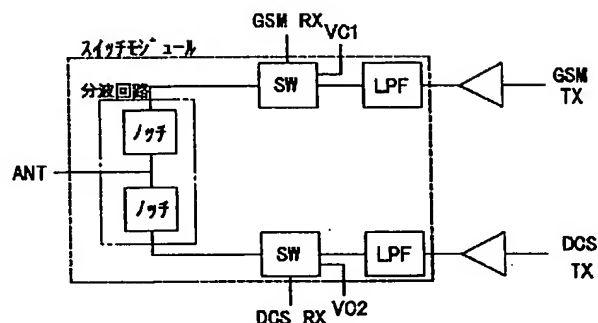 GSM RX
VC1
スイッチモジュール
分波回路
SW
LPF
GSM
TX
ノッチ
ANT
ノッチ
SW
LPF
DCS
TX
DCS RX
VC2